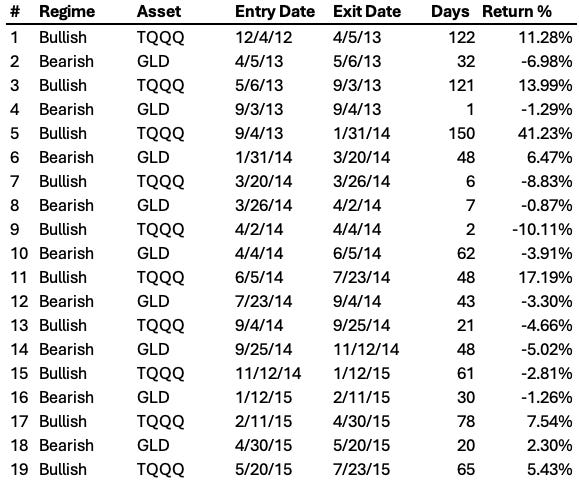 # Regime Asset Entry Date Exit Date Days Return %
1 Bullish TQQQ 12/4/12 4/5/13 122 11.28%
2 Bearish GLD 4/5/13 5/6/13 32 -6.98%
3 Bullish TQQQ 5/6/13 9/3/13 121 13.99%
4 Bearish GLD 9/3/13 9/4/13 1 -1.29%
5 Bullish TQQQ 9/4/13 1/31/14 150 41.23%
6 Bearish GLD 1/31/14 3/20/14 48 6.47%
7 Bullish TQQQ 3/20/14 3/26/14 6 -8.83%
8 Bearish GLD 3/26/14 4/2/14 7 -0.87%
9 Bullish TQQQ 4/2/14 4/4/14 2 -10.11%
10 Bearish GLD 4/4/14 6/5/14 62 -3.91%
11 Bullish TQQQ 6/5/14 7/23/14 48 17.19%
12 Bearish GLD 7/23/14 9/4/14 43 -3.30%
13 Bullish TQQQ 9/4/14 9/25/14 21 -4.66%
14 Bearish GLD 9/25/14 11/12/14 48 -5.02%
15 Bullish TQQQ 11/12/14 1/12/15 61 -2.81%
16 Bearish GLD 1/12/15 2/11/15 30 -1.26%
17 Bullish TQQQ 2/11/15 4/30/15 78 7.54%
18 Bearish GLD 4/30/15 5/20/15 20 2.30%
19 Bullish TQQQ 5/20/15 7/23/15 65 5.43%